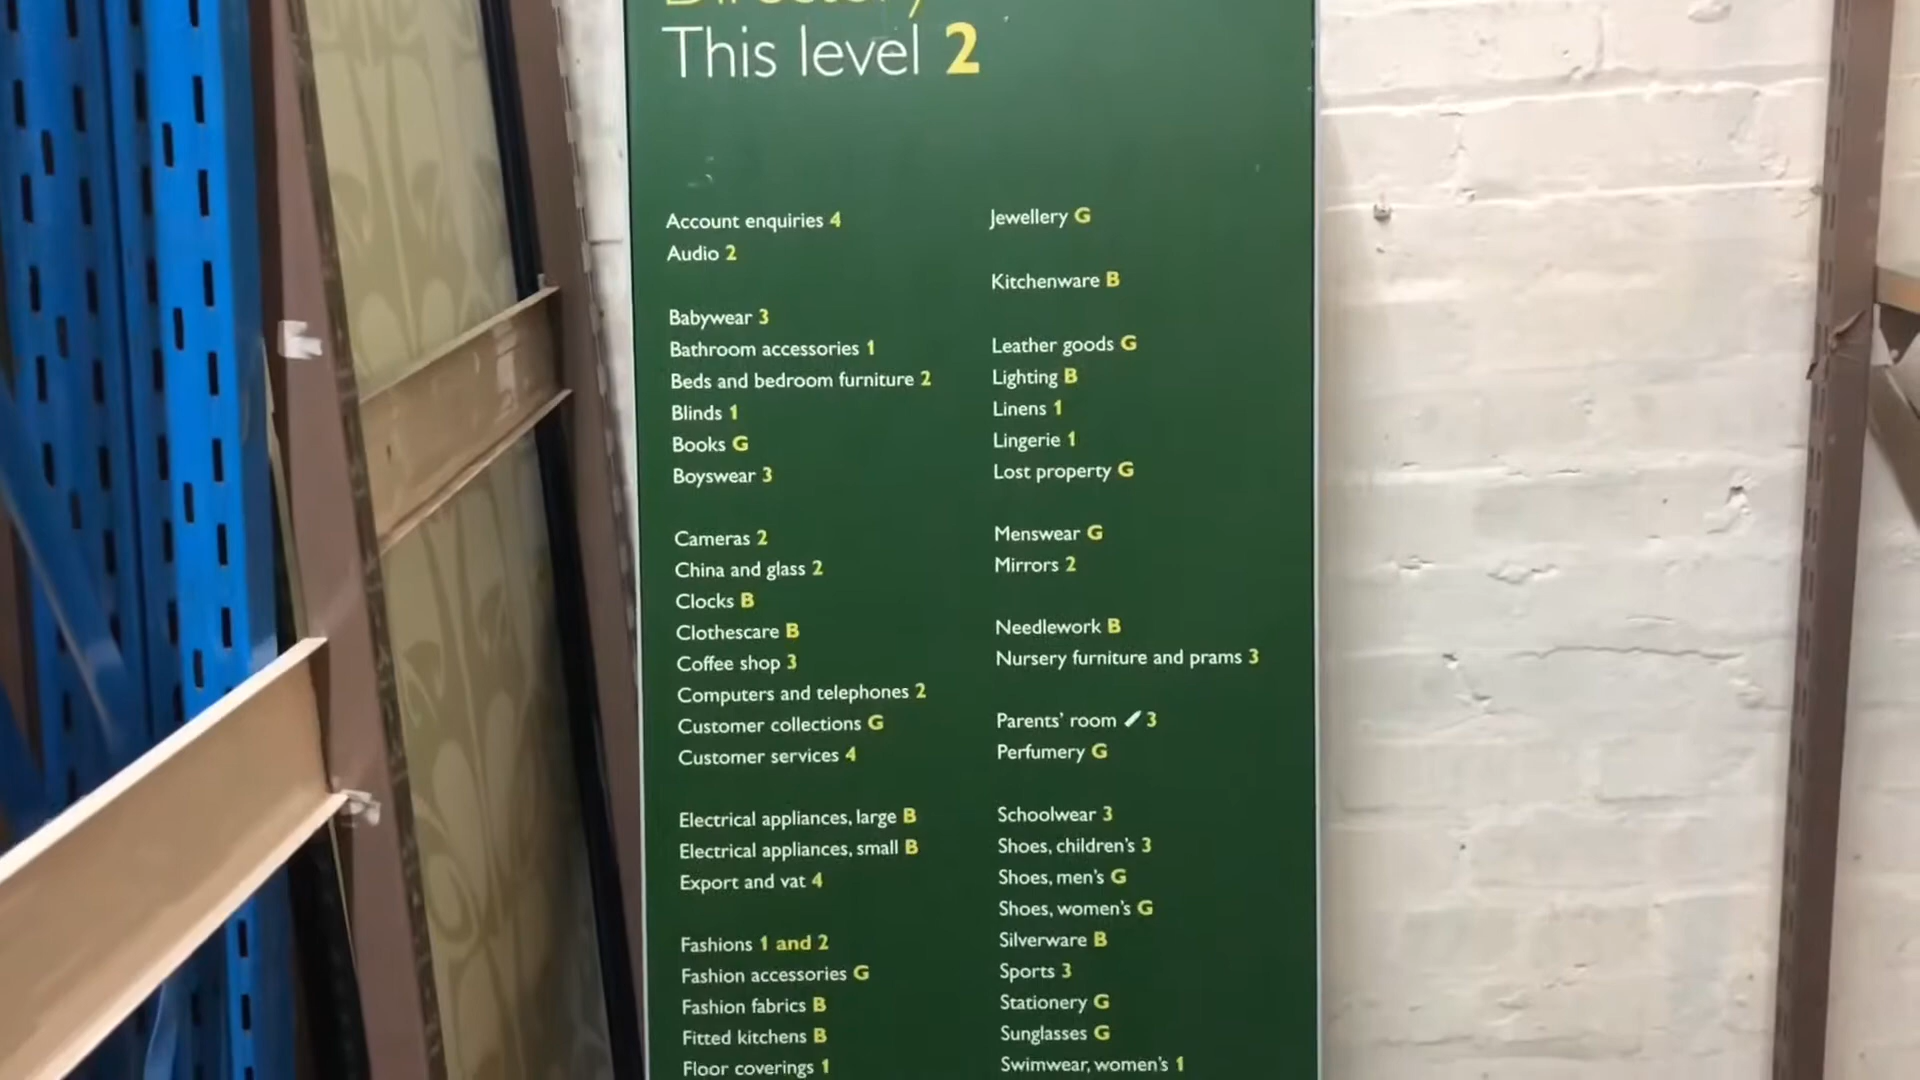 Directory
This level 2
Account enquiries 4
Audio 2
Babywear 3
Bathroom accessories 1
Beds and bedroom furniture 2
Blinds 1
Books G
Boyswear 3
Cameras 2
China and glass 2
Clocks B
Clothescare B
Coffee shop 3
Computers and telephones 2
Customer collections G
Customer services 4
Electrical appliances, large B
Electrical appliances, small B
Export and vat 4
Fashions 1 and 2
Fashion accessories G
Fashion fabrics B
Fitted kitchens B
Floor coverings 1
Jewellery G
Kitchenware B
Leather goods G
Lighting B
Linens 1
Lingerie 1
Lost property G
Menswear G
Mirrors 2
Needlework B
Nursery furniture and prams 3
Parents' room 3
Perfumery G
Schoolwear 3
Shoes, children's 3
Shoes, men's G
Shoes, women's G
Silverware B
Sports 3
Stationery G
Sunglasses G
Swimwear, women's 1